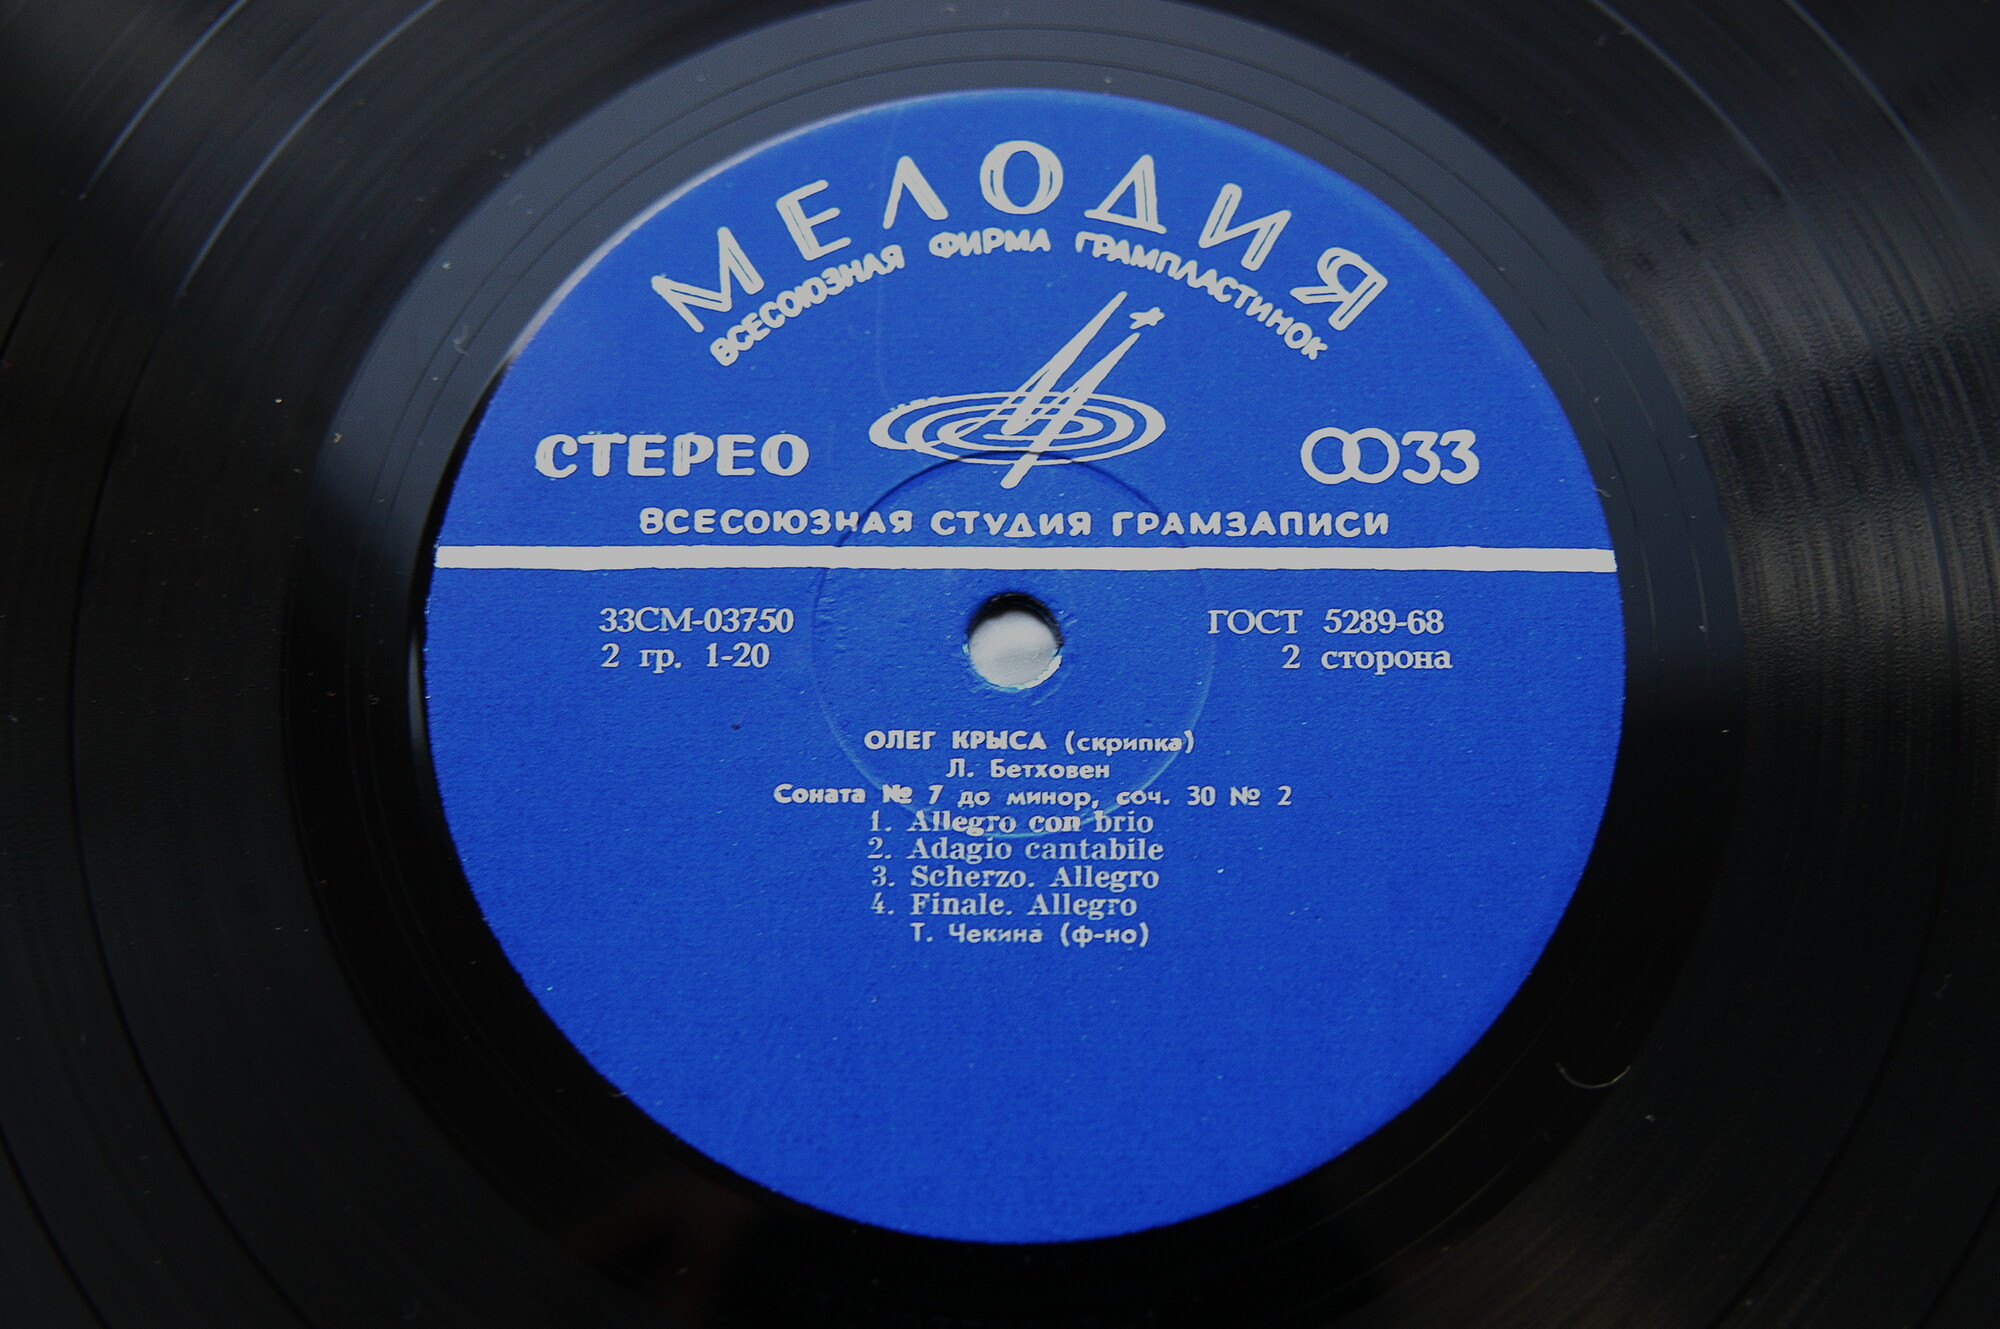 МЕЛОДИЯ
ВСЕСОЮЗНАЯ ФИРМА ГРАМПЛАСТИНОК
СТЕРЕО
33
ВСЕСОЮЗНАЯ СТУДИЯ ГРАМЗАПИСИ
33СМ-03750
ГОСТ 5289-68
2 гр. 1-20
2 сторона
ОЛЕГ КРЫСА (скрипка)
Л. Бетховен
Соната № 7 до минор, соч. 30 № 2
1. Allegro con brio
2. Adagio cantabile
3. Scherzo. Allegro
4. Finale. Allegro
Т. Чекина (ф-но)